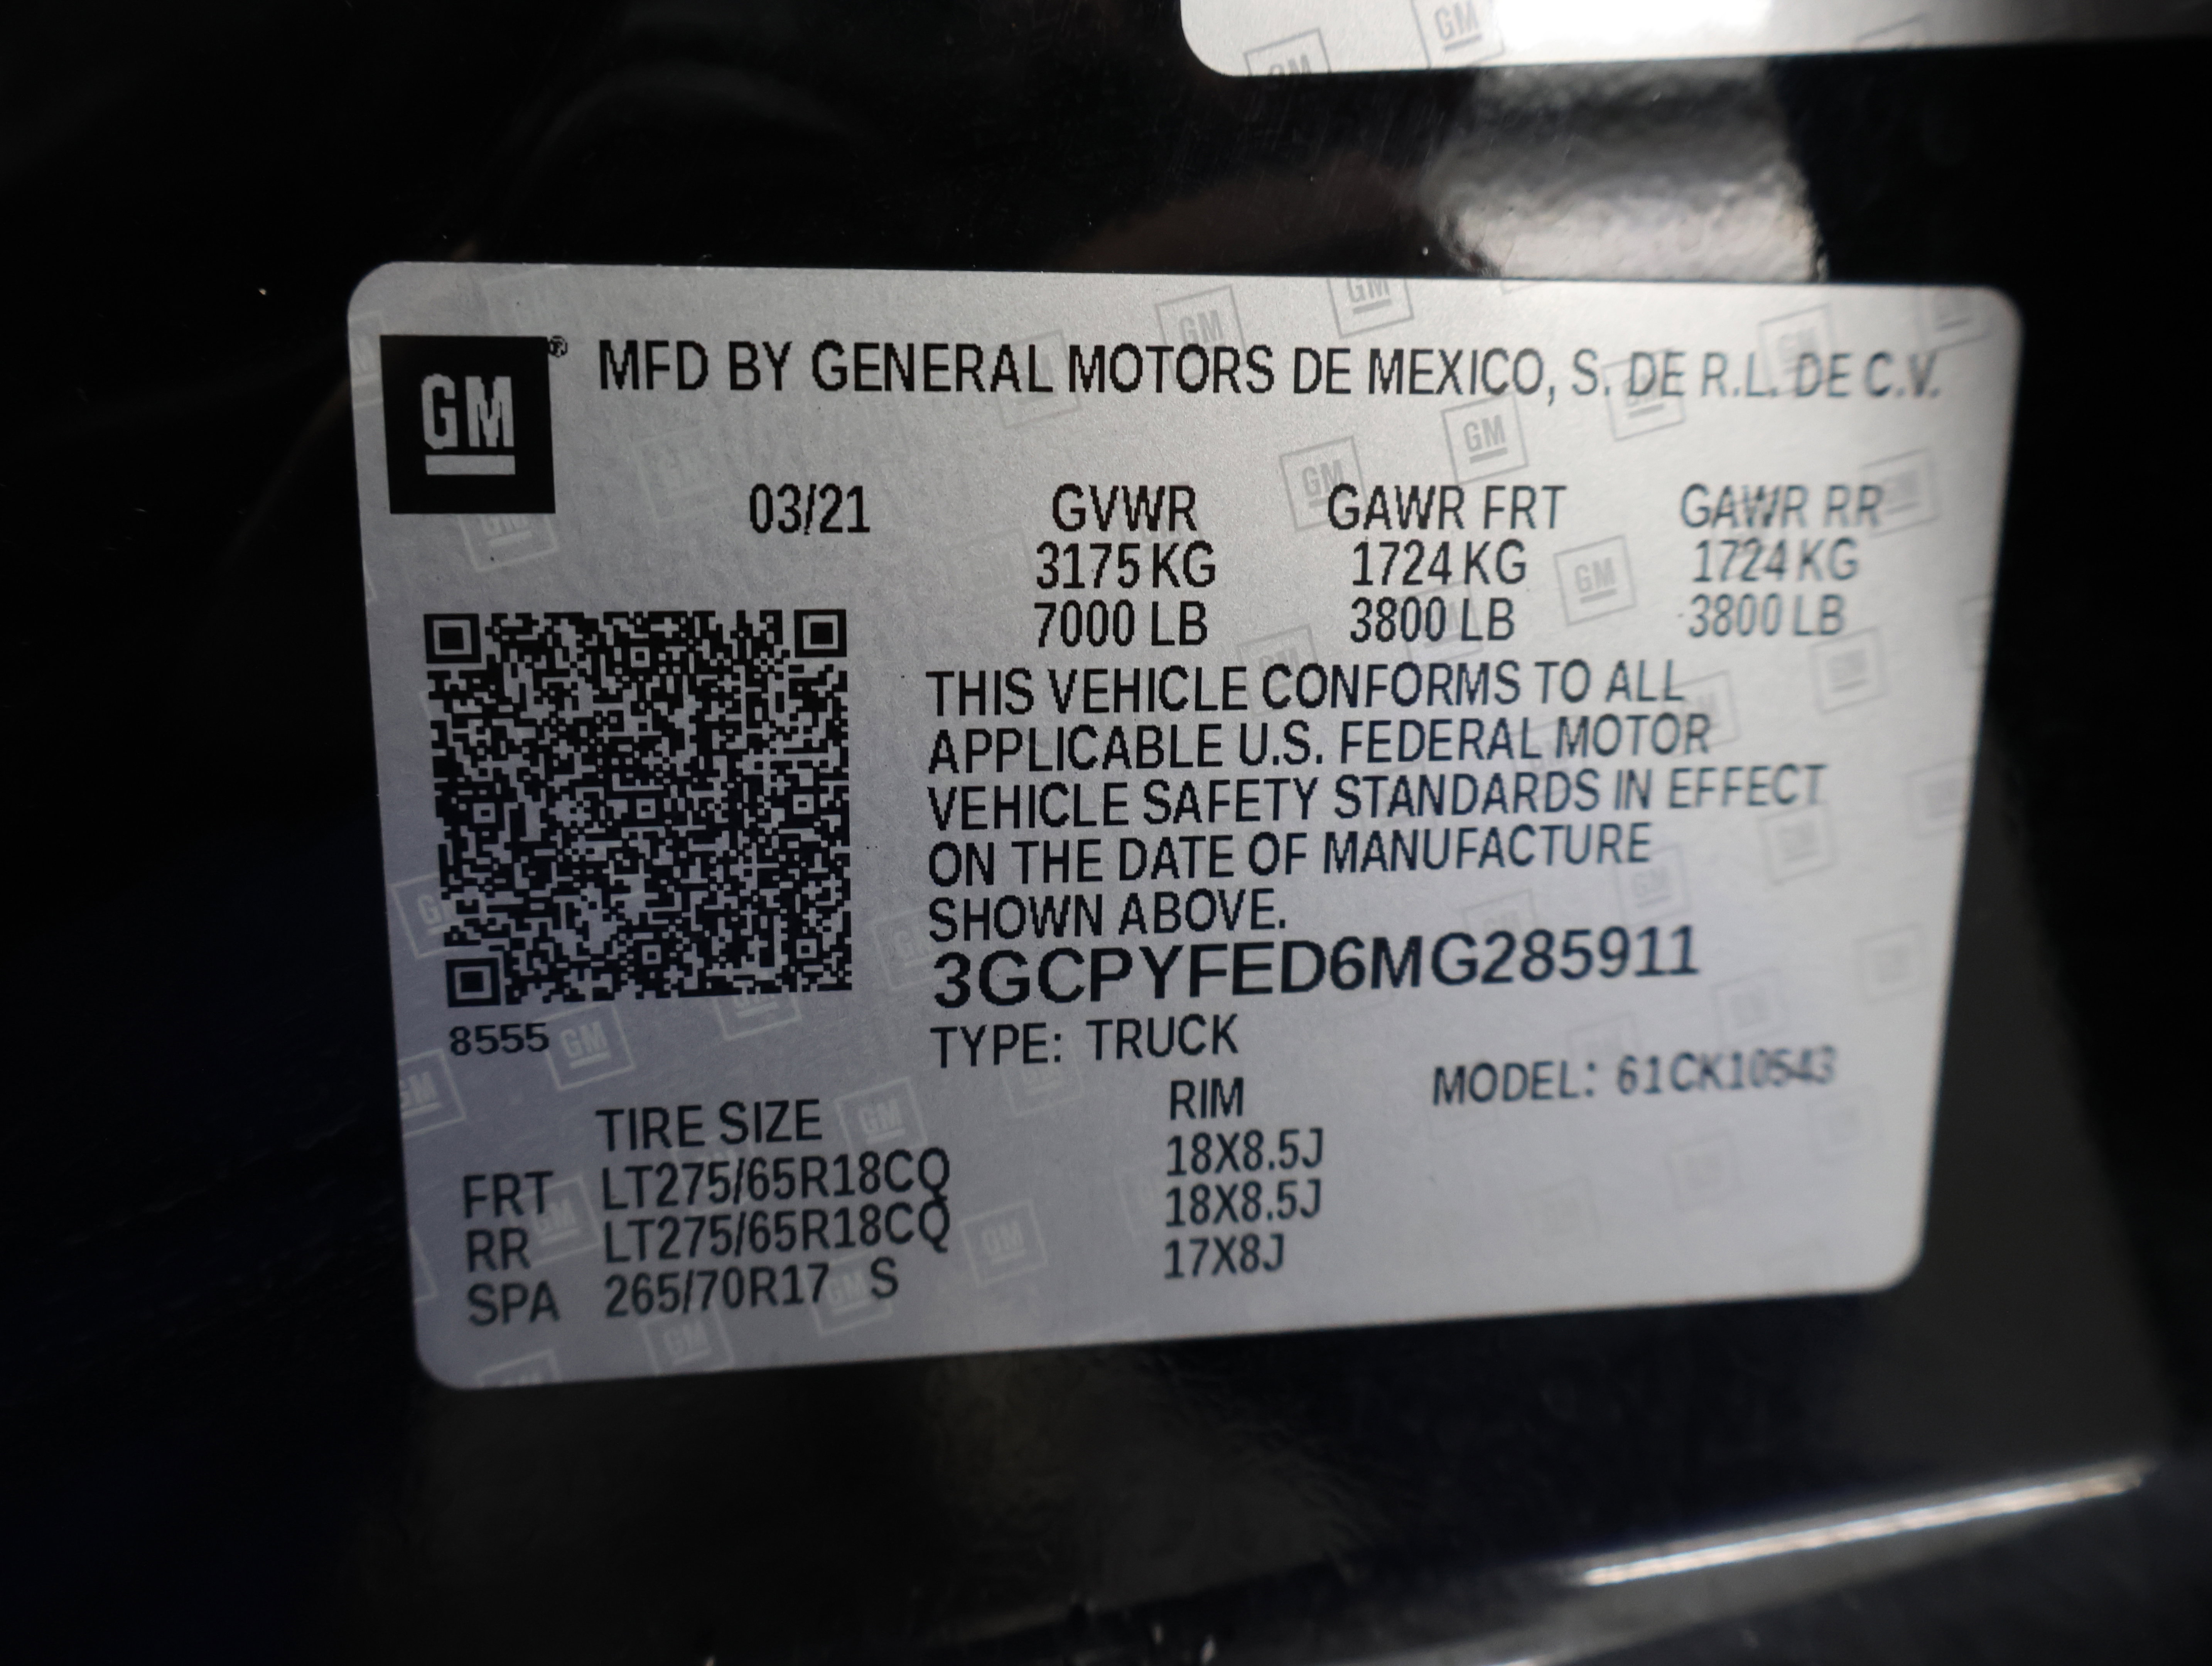 GM® MFD BY GENERAL MOTORS DE MEXICO, S. DE R.L. DE C.V.
03/21 GVWR GAWR FRT GAWR RR
3175 KG 1724 KG 1724 KG
7000 LB 3800 LB 3800 LB
THIS VEHICLE CONFORMS TO ALL
APPLICABLE U.S. FEDERAL MOTOR
VEHICLE SAFETY STANDARDS IN EFFECT
ON THE DATE OF MANUFACTURE
SHOWN ABOVE.
3GCPYFED6MG285911
8555
TYPE: TRUCK
MODEL: 61CK10543
TIRE SIZE RIM
FRT LT275/65R18CQ 18X8.5J
RR LT275/65R18CQ 18X8.5J
SPA 265/70R17 S 17X8J